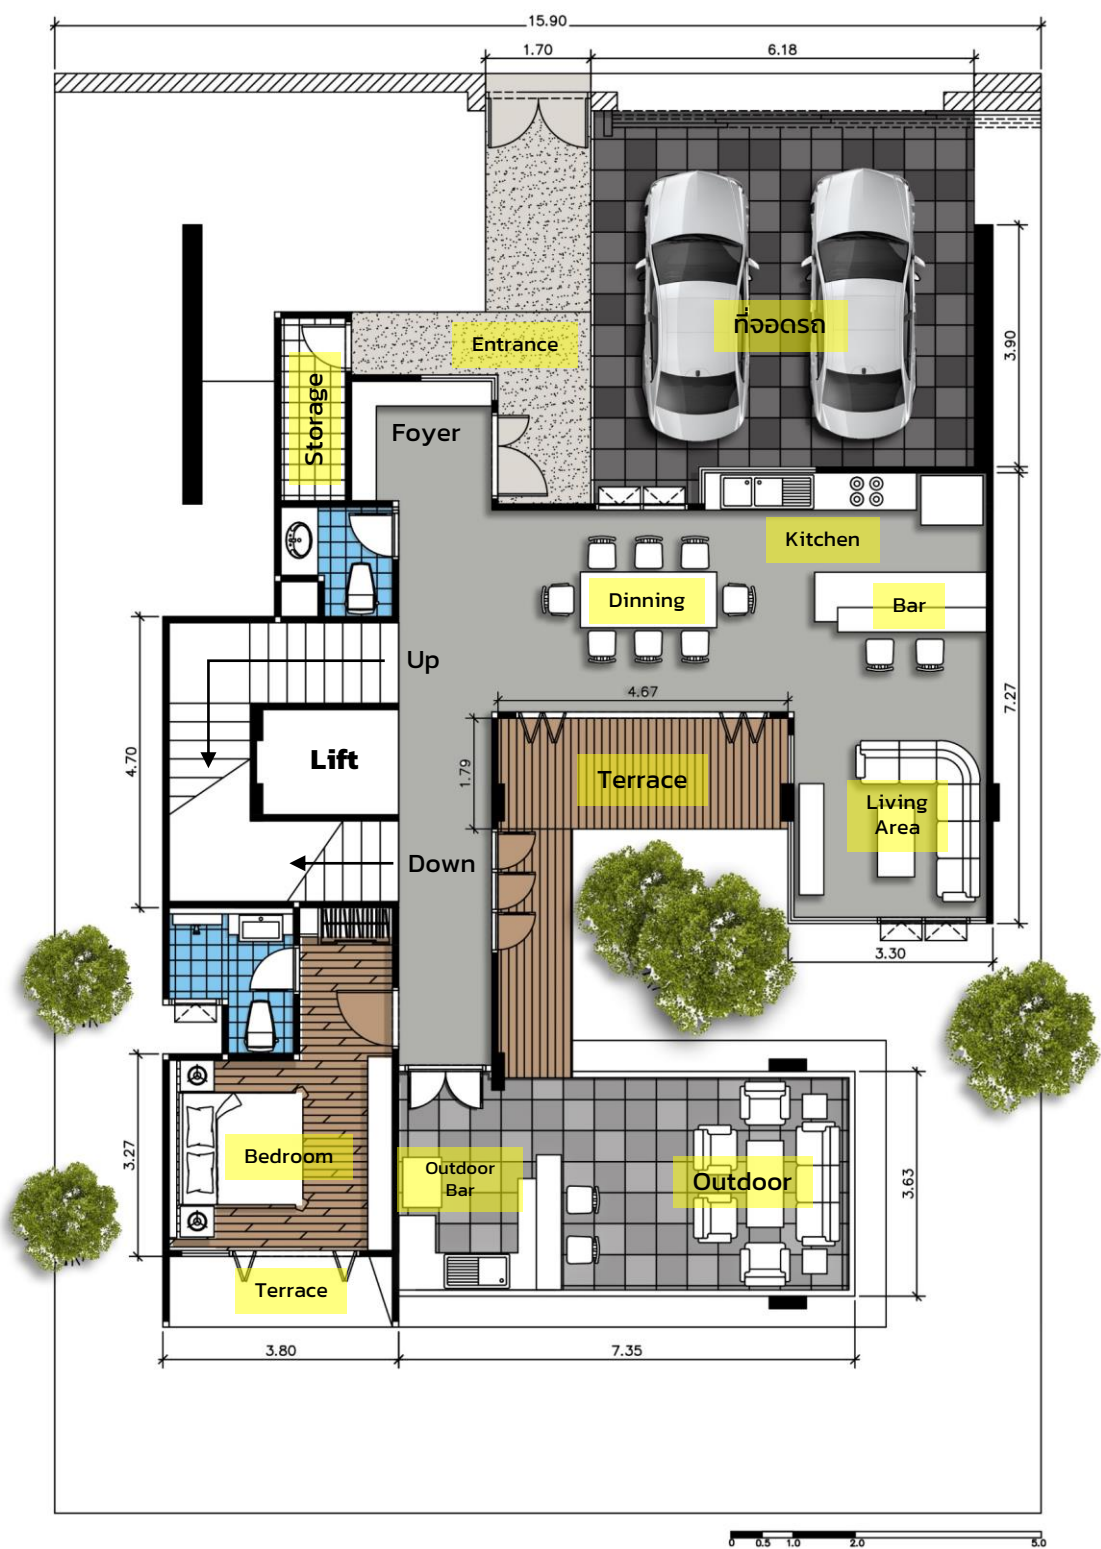 15.90
1.70
6.18
Entrance
ที่จอดรถ
3.90
Storage
Foyer
Kitchen
Dinning
Bar
Up
4.67
7.27
4.70
Lift
1.79
Terrace
Living
Area
Down
3.30
3.27
Bedroom
Outdoor
Bar
Outdoor
3.63
Terrace
3.80
7.35
0 0.5 1.0 2.0 5.0